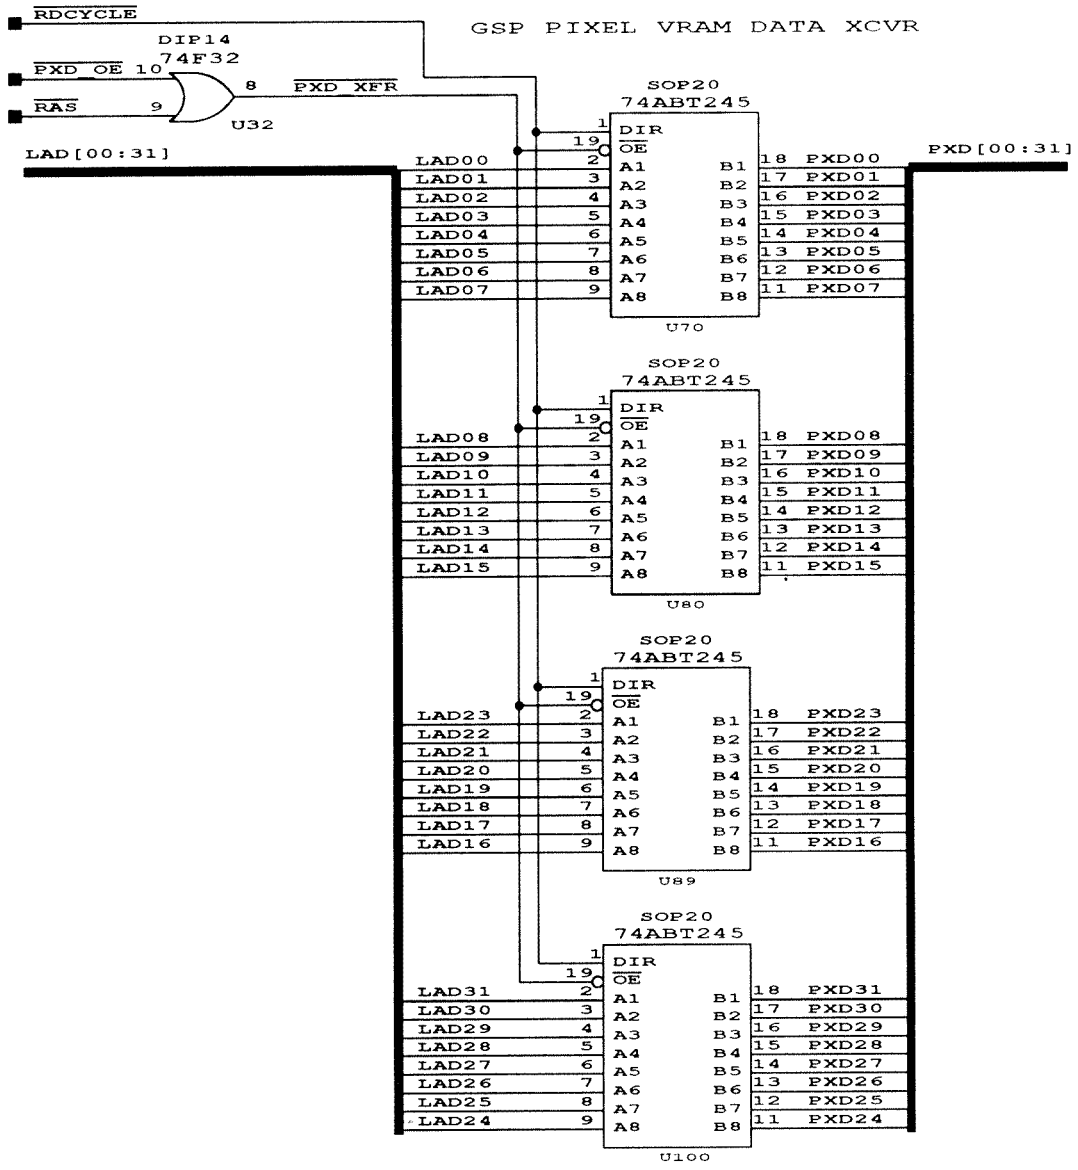 RDCYCLE
GSP PIXEL VRAM DATA XCVR
DIP14
74F32
PXD_OE 10
8 PXD_XFR
RAS 9
U32
LAD[00:31]
PXD[00:31]
SOP20
74ABT245
1 DIR
19 OE
LAD00 2 A1 B1 18 PXD00
LAD01 3 A2 B2 17 PXD01
LAD02 4 A3 B3 16 PXD02
LAD03 5 A4 B4 15 PXD03
LAD04 6 A5 B5 14 PXD04
LAD05 7 A6 B6 13 PXD05
LAD06 8 A7 B7 12 PXD06
LAD07 9 A8 B8 11 PXD07
U70
SOP20
74ABT245
1 DIR
19 OE
LAD08 2 A1 B1 18 PXD08
LAD09 3 A2 B2 17 PXD09
LAD10 4 A3 B3 16 PXD10
LAD11 5 A4 B4 15 PXD11
LAD12 6 A5 B5 14 PXD12
LAD13 7 A6 B6 13 PXD13
LAD14 8 A7 B7 12 PXD14
LAD15 9 A8 B8 11 PXD15
U80
SOP20
74ABT245
1 DIR
19 OE
LAD23 2 A1 B1 18 PXD23
LAD22 3 A2 B2 17 PXD22
LAD21 4 A3 B3 16 PXD21
LAD20 5 A4 B4 15 PXD20
LAD19 6 A5 B5 14 PXD19
LAD18 7 A6 B6 13 PXD18
LAD17 8 A7 B7 12 PXD17
LAD16 9 A8 B8 11 PXD16
U89
SOP20
74ABT245
1 DIR
19 OE
LAD31 2 A1 B1 18 PXD31
LAD30 3 A2 B2 17 PXD30
LAD29 4 A3 B3 16 PXD29
LAD28 5 A4 B4 15 PXD28
LAD27 6 A5 B5 14 PXD27
LAD26 7 A6 B6 13 PXD26
LAD25 8 A7 B7 12 PXD25
LAD24 9 A8 B8 11 PXD24
U100